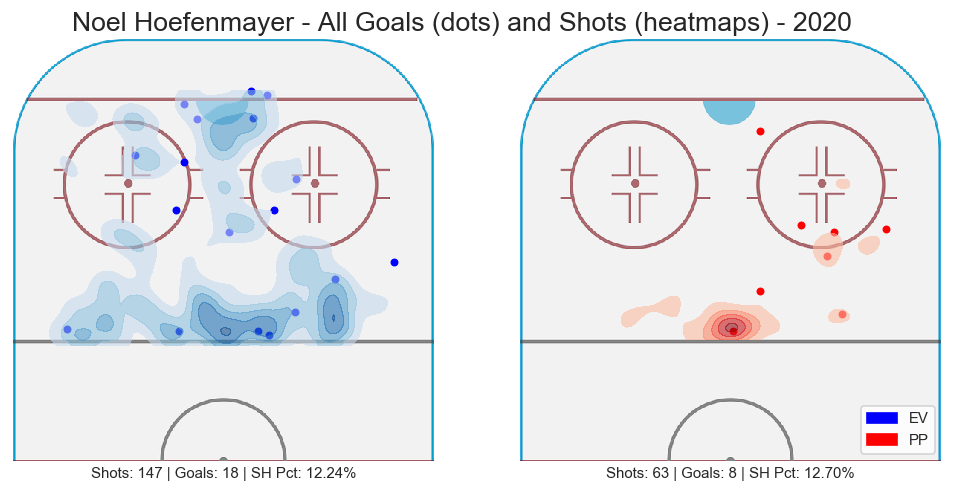 Noel Hoefenmayer - All Goals (dots) and Shots (heatmaps) - 2020
EV
PP
Shots: 147 | Goals: 18 | SH Pct: 12.24%
Shots: 63 | Goals: 8 | SH Pct: 12.70%